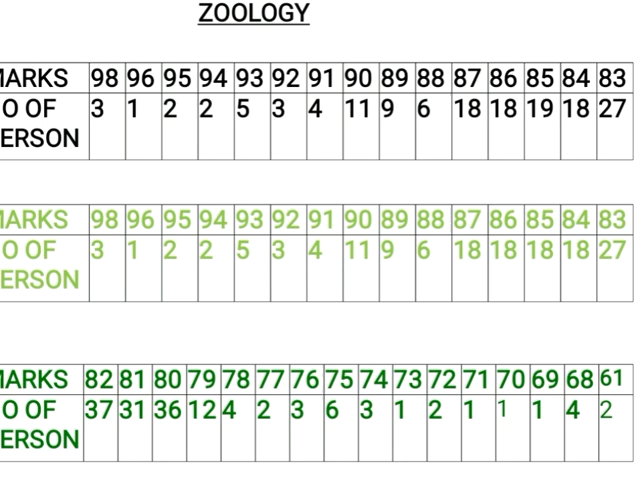 ZOOLOGY
MARKS 98 96 95 94 93 92 91 90 89 88 87 86 85 84 83
O OF 3 1 2 2 5 3 4 11 9 6 18 18 19 18 27
ERSON
MARKS 98 96 95 94 93 92 91 90 89 88 87 86 85 84 83
O OF 3 1 2 2 5 3 4 11 9 6 18 18 18 18 27
ERSON
MARKS 82 81 80 79 78 77 76 75 74 73 72 71 70 69 68 61
O OF 37 31 36 12 4 2 3 6 3 1 2 1 1 1 4 2
ERSON